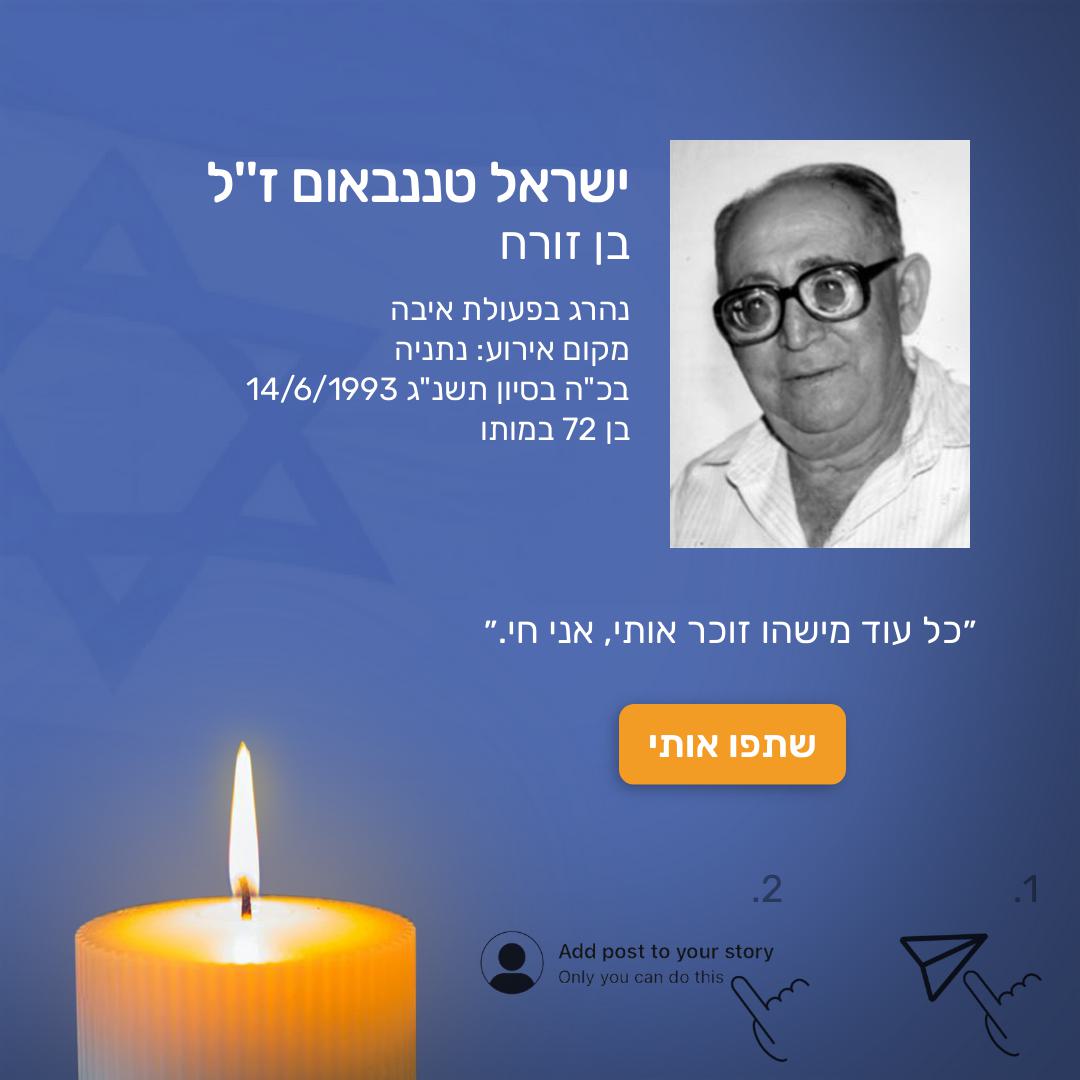 ישראל טננבאום ז"ל
בן זורח
נהרג בפעולת איבה
מקום אירוע: נתניה
בכ"ה בסיון תשנ"ג 14/6/1993
בן 72 במותו
״כל עוד מישהו זוכר אותי, אני חי.״
שתפו אותי
1.
2.
Add post to your story
Only you can do this